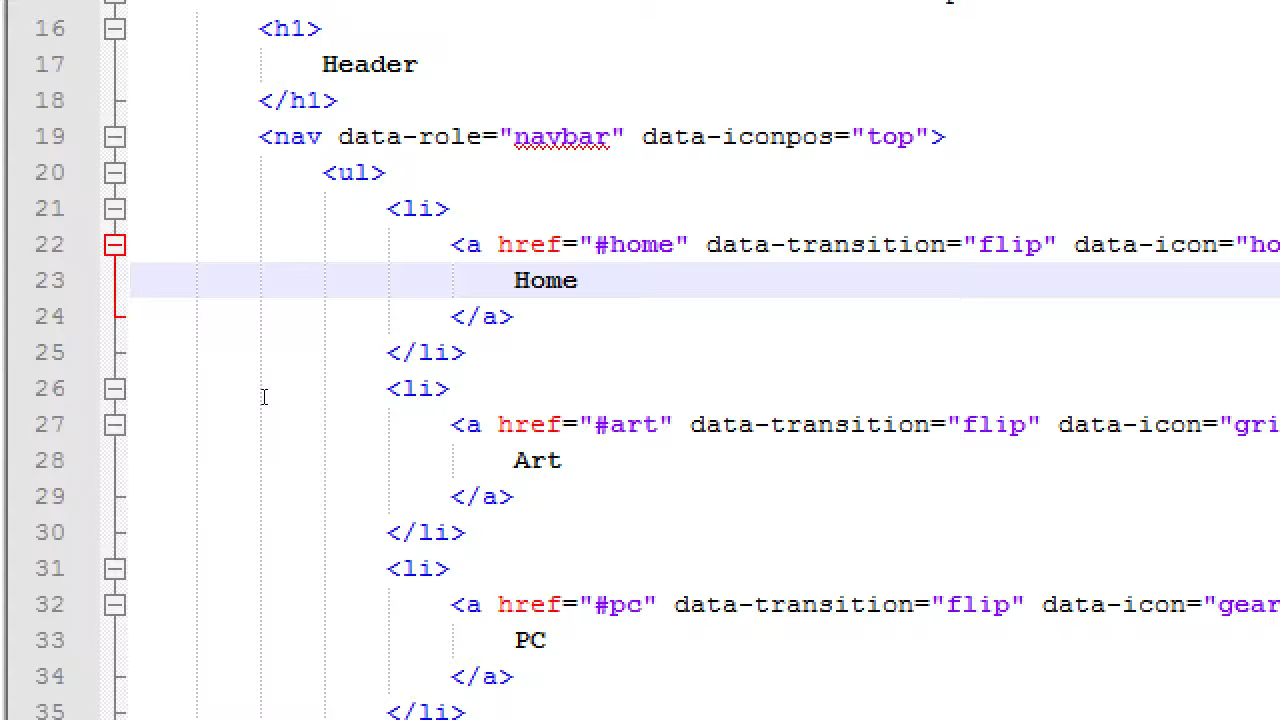 16 <h1>
17 Header
18 </h1>
19 <nav data-role="navbar" data-iconpos="top">
20 <ul>
21 <li>
22 <a href="#home" data-transition="flip" data-icon="ho
23 Home
24 </a>
25 </li>
26 <li>
27 <a href="#art" data-transition="flip" data-icon="gri
28 Art
29 </a>
30 </li>
31 <li>
32 <a href="#pc" data-transition="flip" data-icon="gear
33 PC
34 </a>
35 </li>